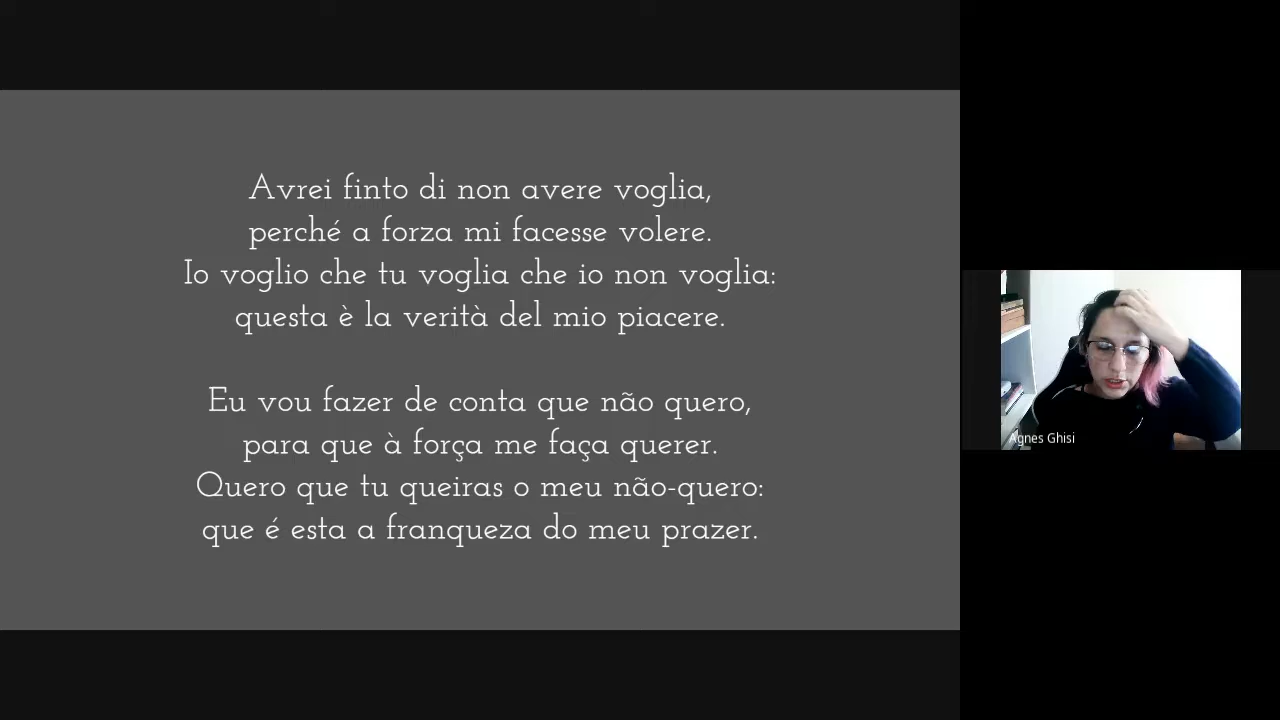 Avrei finto di non avere voglia,
perché a forza mi facesse volere.
Io voglio che tu voglia che io non voglia:
questa è la verità del mio piacere.
Eu vou fazer de conta que não quero,
para que à força me faça querer.
Quero que tu queiras o meu não-quero:
que é esta a franqueza do meu prazer.
Agnes Ghisi